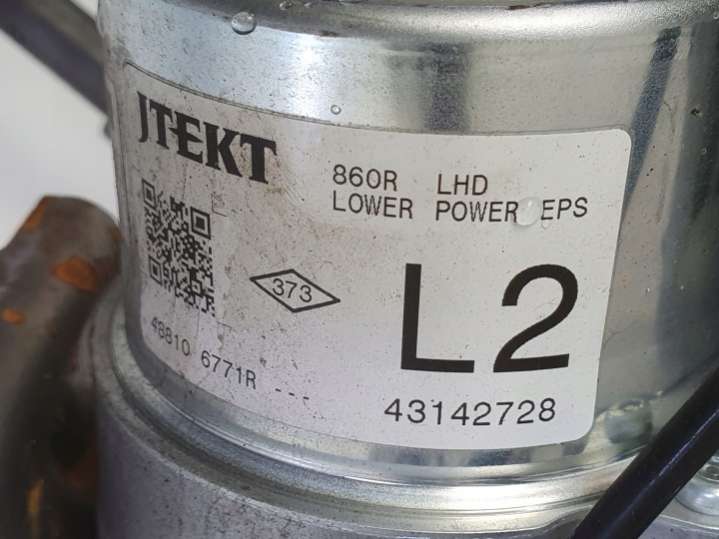 JTEKT
860R LHD
LOWER POWER EPS
373
L2
48810 6771R ---
43142728